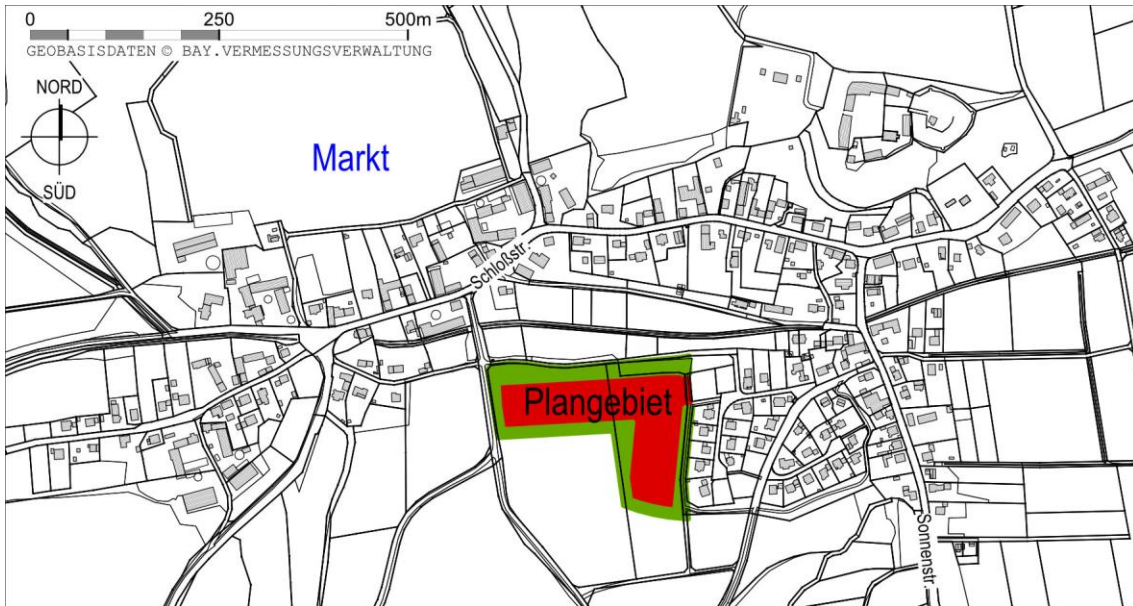 0 250 500m
GEOBASISDATEN © BAY.VERMESSUNGSVERWALTUNG
NORD
SÜD
Markt
Schloßstr.
Plangebiet
Sonnenstr.